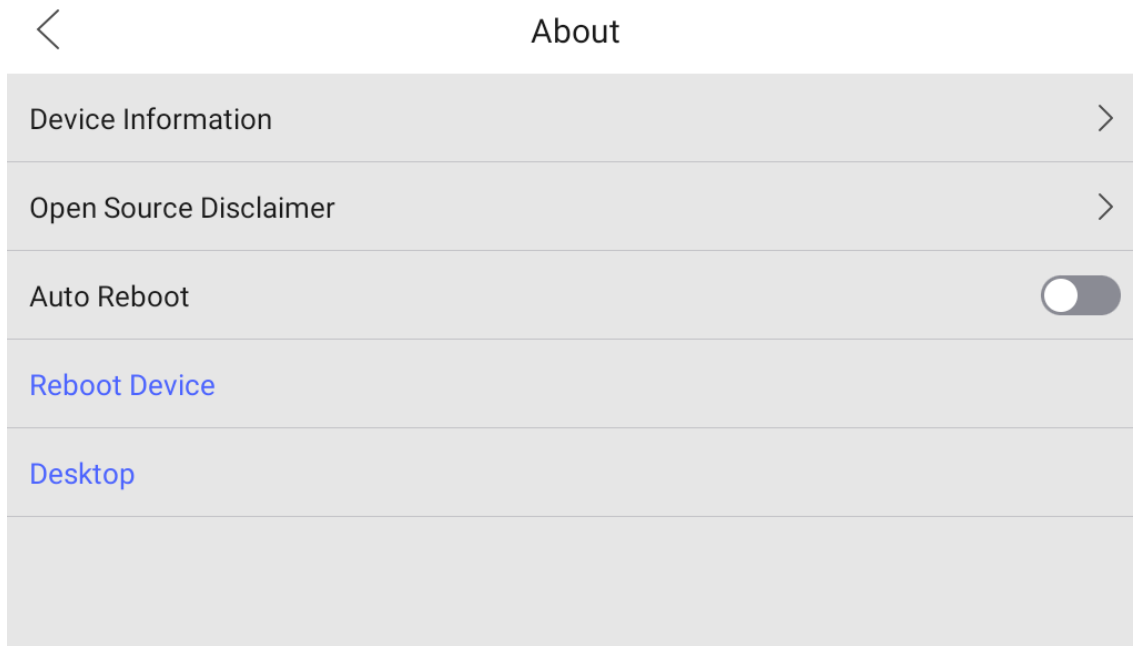 About
Device Information
Open Source Disclaimer
Auto Reboot
Reboot Device
Desktop